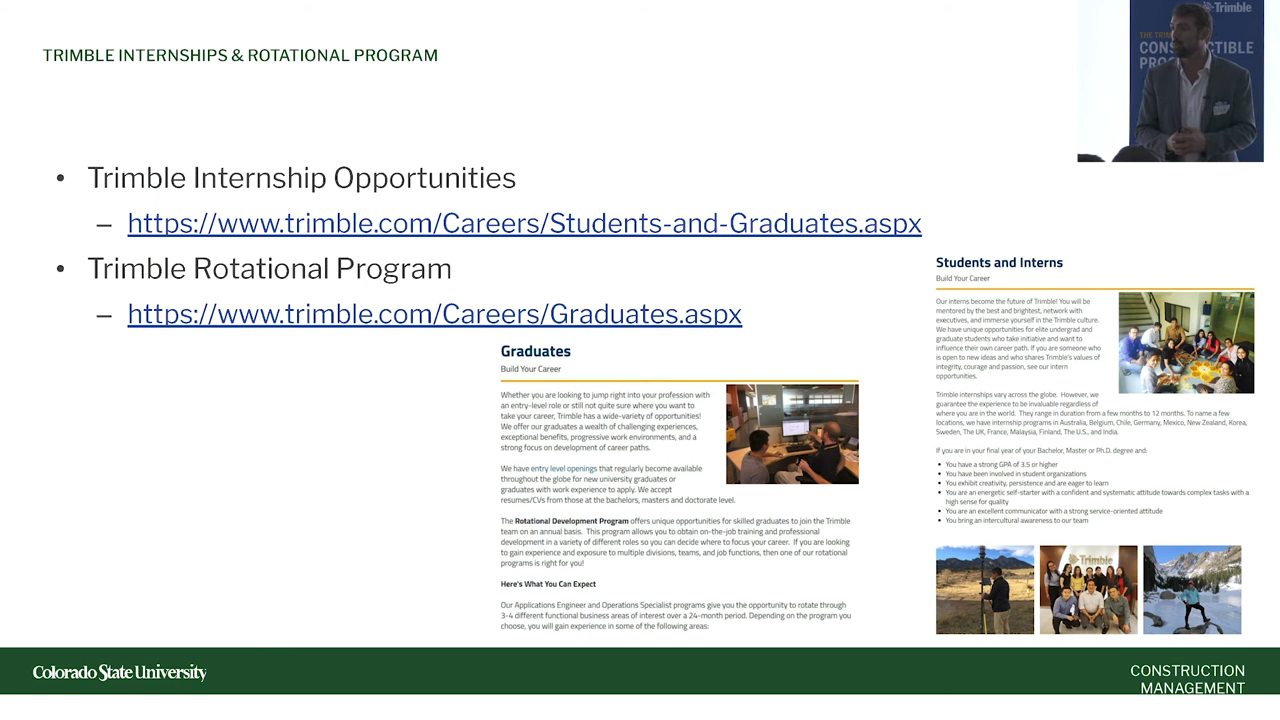 TRIMBLE INTERNSHIPS & ROTATIONAL PROGRAM
Trimble
THE TRIM
CONS CTIBLE
PRO
• Trimble Internship Opportunities
– https://www.trimble.com/Careers/Students-and-Graduates.aspx
• Trimble Rotational Program
– https://www.trimble.com/Careers/Graduates.aspx
Graduates
Build Your Career
Whether you are looking to jump right into your profession with
an entry-level role or still not quite sure where you want to
take your career, Trimble has a wide-variety of opportunities!
We offer our graduates a wealth of challenging experiences,
exceptional benefits, progressive work environments, and a
strong focus on development of career paths.
We have entry level openings that regularly become available
throughout the globe for new university graduates or
graduates with work experience to apply. We accept
resumes/CVs from those at the bachelors, masters and doctorate level.
The Rotational Development Program offers unique opportunities for skilled graduates to join the Trimble
team on an annual basis. This program allows you to obtain on-the-job training and professional
development in a variety of different roles so you can decide where to focus your career. If you are looking
to gain experience and exposure to multiple divisions, teams, and job functions, then one of our rotational
programs is right for you!
Here's What You Can Expect
Our Applications Engineer and Operations Specialist programs give you the opportunity to rotate through
3-4 different functional business areas of interest over a 24-month period. Depending on the program you
choose, you will gain experience in some of the following areas:
Students and Interns
Build Your Career
Our interns become the future of Trimble! You will be
mentored by the best and brightest, network with
executives, and immerse yourself in the Trimble culture.
We have unique opportunities for elite undergrad and
graduate students who take initiative and want to
influence their own career path. If you are someone who
is open to new ideas and who shares Trimble's values of
integrity, courage and passion, see our intern
opportunities.
Trimble internships vary across the globe. However, we
guarantee the experience to be invaluable regardless of
where you are in the world. They range in duration from a few months to 12 months. To name a few
locations, we have internship programs in Australia, Belgium, Chile, Germany, Mexico, New Zealand, Korea,
Sweden, The UK, France, Malaysia, Finland, The U.S., and India.
If you are in your final year of your Bachelor, Master or Ph.D. degree and:
• You have a strong GPA of 3.5 or higher
• You have been involved in student organizations
• You exhibit creativity, persistence and are eager to learn
• You are an energetic self-starter with a confident and systematic attitude towards complex tasks with a
high sense for quality
• You are an excellent communicator with a strong service-oriented attitude
• You bring an intercultural awareness to our team
Trimble
Colorado State University
CONSTRUCTION
MANAGEMENT